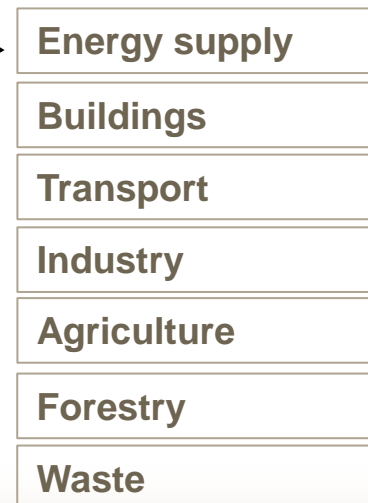 Energy supply
Buildings
Transport
Industry
Agriculture
Forestry
Waste